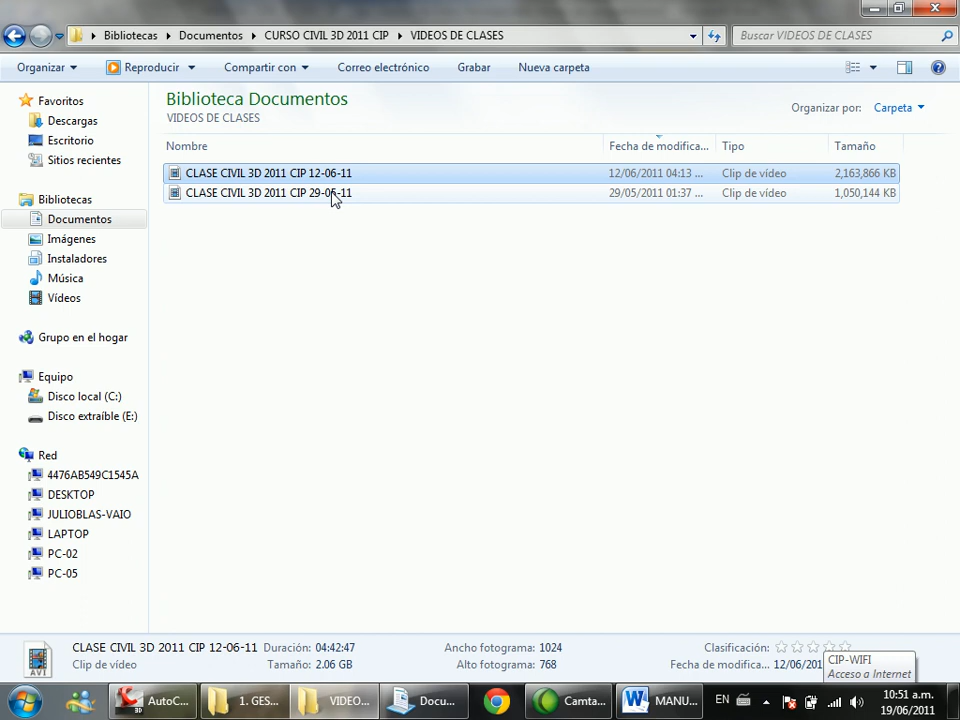 Bibliotecas Documentos CURSO CIVIL 3D 2011 CIP VIDEOS DE CLASES Buscar VIDEOS DE CLASES
Organizar Reproducir Compartir con Correo electrónico Grabar Nueva carpeta
Biblioteca Documentos
VIDEOS DE CLASES
Organizar por: Carpeta
Nombre Fecha de modifica... Tipo Tamaño
CLASE CIVIL 3D 2011 CIP 12-06-11 12/06/2011 04:13 ... Clip de vídeo 2,163,866 KB
CLASE CIVIL 3D 2011 CIP 29-05-11 29/05/2011 01:37 ... Clip de vídeo 1,050,144 KB
Favoritos
Descargas
Escritorio
Sitios recientes
Bibliotecas
Documentos
Imágenes
Instaladores
Música
Vídeos
Grupo en el hogar
Equipo
Disco local (C:)
Disco extraíble (E:)
Red
4476AB549C1545A
DESKTOP
JULIOBLAS-VAIO
LAPTOP
PC-02
PC-05
CLASE CIVIL 3D 2011 CIP 12-06-11 Duración: 04:42:47 Ancho fotograma: 1024 Clasificación:
Clip de vídeo Tamaño: 2.06 GB Alto fotograma: 768 Fecha de modifica... 12/06/201
AVI
CIP-WIFI
Acceso a Internet
AutoC... 1. GES... VIDEO... Docu... Camta... MANU... EN 10:51 a.m.
19/06/2011